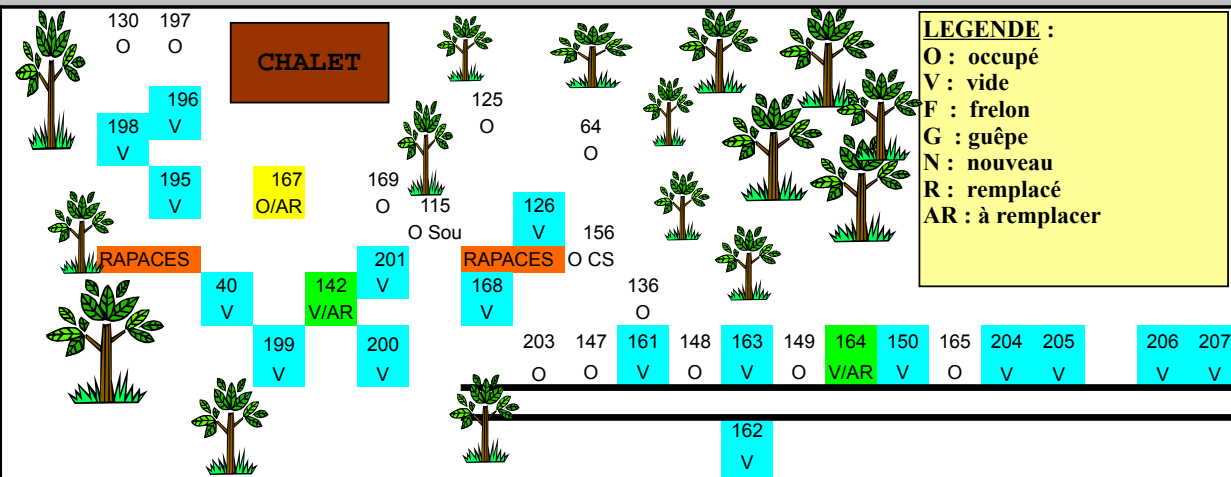 130 197
O O
CHALET
LEGENDE :
O : occupé
V : vide
F : frelon
G : guêpe
N : nouveau
R : remplacé
AR : à remplacer
196
V
125
O
198
V
64
O
195
V
167
O/AR
169
O
115
O Sou
126
V
156
O CS
RAPACES
RAPACES
201
V
40
V
142
V/AR
168
V
136
O
199
V
200
V
203 147 161 148 163 149 164 150 165 204 205 206 207
O O V O V O V/AR V O V V V V
162
V